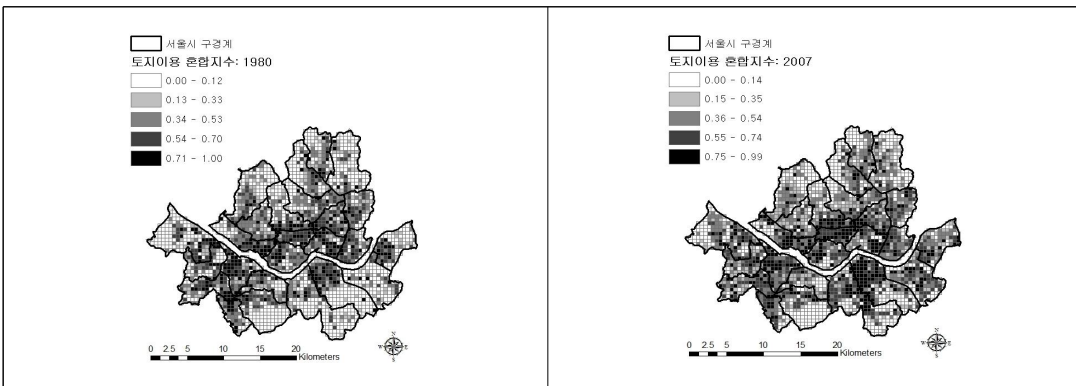 서울시 구경계
토지이용 혼합지수: 1980
0.00 - 0.12
0.13 - 0.33
0.34 - 0.53
0.54 - 0.70
0.71 - 1.00
N
W E
S
0 2.5 5 10 15 20
Kilometers
서울시 구경계
토지이용 혼합지수: 2007
0.00 - 0.14
0.15 - 0.35
0.36 - 0.54
0.55 - 0.74
0.75 - 0.99
N
W E
S
0 2.5 5 10 15 20
Kilometers